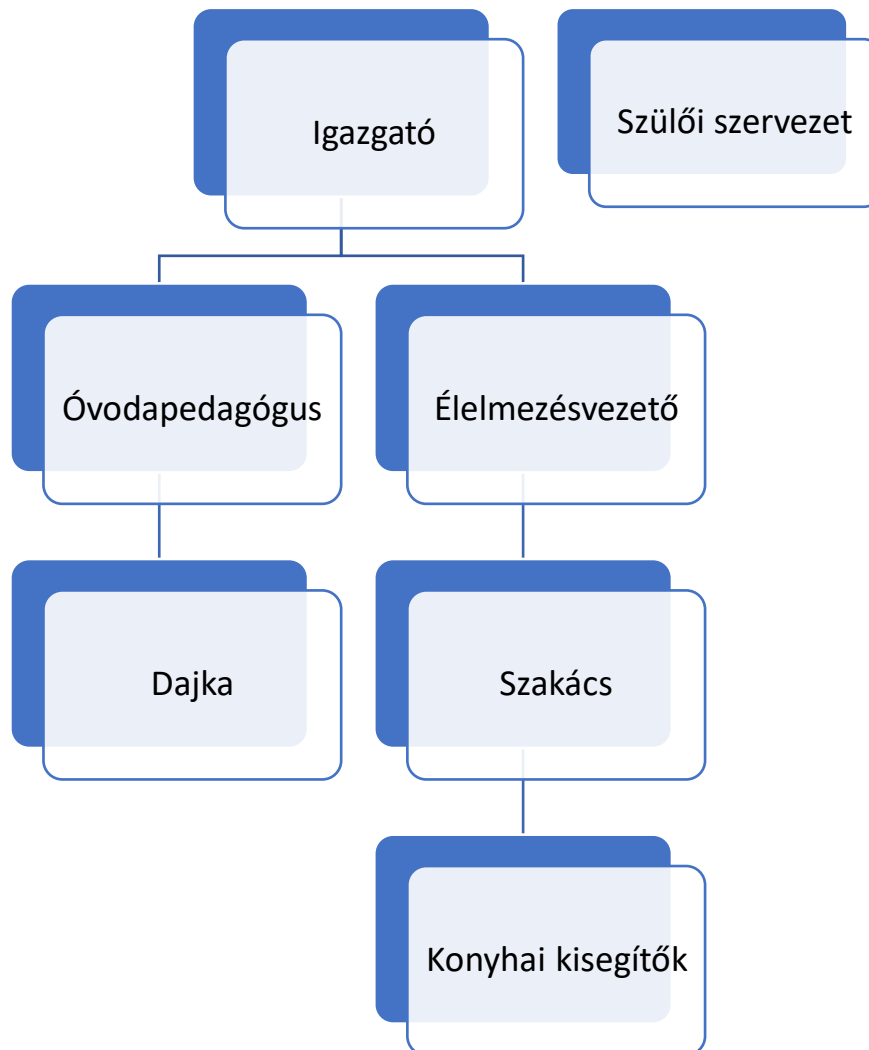 Igazgató
Szülői szervezet
Óvodapedagógus
Élelmezésvezető
Dajka
Szakács
Konyhai kisegítők